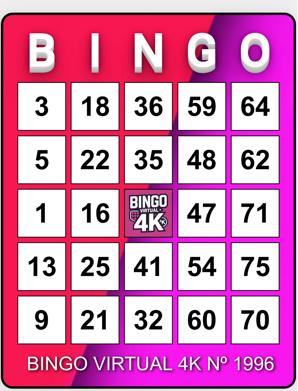 B I N G O
3 18 36 59 64
5 22 35 48 62
1 16 BINGO VIRTUAL 4K 47 71
13 25 41 54 75
9 21 32 60 70
BINGO VIRTUAL 4K Nº 1996